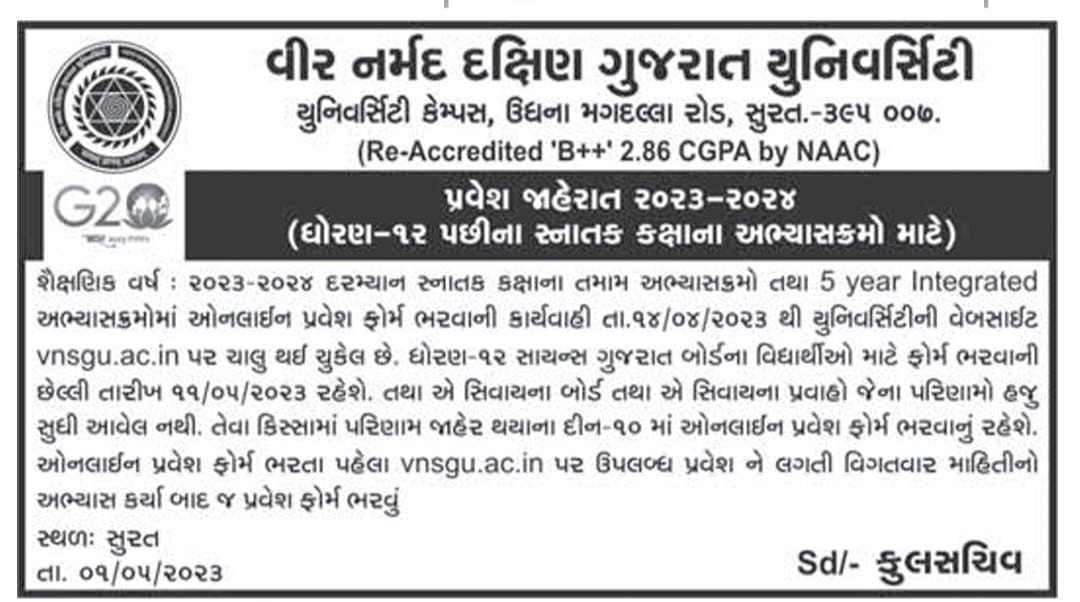 વીર નર્મદ દક્ષિણ ગુજરાત યુનિવર્સિટી
યુનિવર્સિટી કેમ્પસ, ઉધના મગદલ્લા રોડ, સુરત.-૩૯૫ ૦૦૭.
(Re-Accredited 'B++' 2.86 CGPA by NAAC)
G20
પ્રવેશ જાહેરાત ૨૦૨૩–૨૦૨૪
(ધોરણ–૧૨ પછીના સ્નાતક કક્ષાના અભ્યાસક્રમો માટે)
શૈક્ષણિક વર્ષ : ૨૦૨૩-૨૦૨૪ દરમ્યાન સ્નાતક કક્ષાના તમામ અભ્યાસક્રમો તથા 5 year Integrated
અભ્યાસક્રમોમાં ઓનલાઈન પ્રવેશ ફોર્મ ભરવાની કાર્યવાહી તા.૧૪/૦૪/૨૦૨૩ થી યુનિવર્સિટીની વેબસાઈટ
vnsgu.ac.in પર ચાલુ થઈ ચુકેલ છે. ધોરણ-૧૨ સાયન્સ ગુજરાત બોર્ડના વિદ્યાર્થીઓ માટે ફોર્મ ભરવાની
છેલ્લી તારીખ ૧૧/૦૫/૨૦૨૩ રહેશે. તથા એ સિવાયના બોર્ડ તથા એ સિવાયના પ્રવાહો જેના પરિણામો હજુ
સુધી આવેલ નથી. તેવા કિસ્સામાં પરિણામ જાહેર થયાના દીન-૧૦ માં ઓનલાઈન પ્રવેશ ફોર્મ ભરવાનું રહેશે.
ઓનલાઈન પ્રવેશ ફોર્મ ભરતા પહેલા vnsgu.ac.in પર ઉપલબ્ધ પ્રવેશ ને લગતી વિગતવાર માહિતીનો
અભ્યાસ કર્યા બાદ જ પ્રવેશ ફોર્મ ભરવું
સ્થળઃ સુરત
તા. ૦૧/૦૫/૨૦૨૩
Sd/- કુલસચિવ